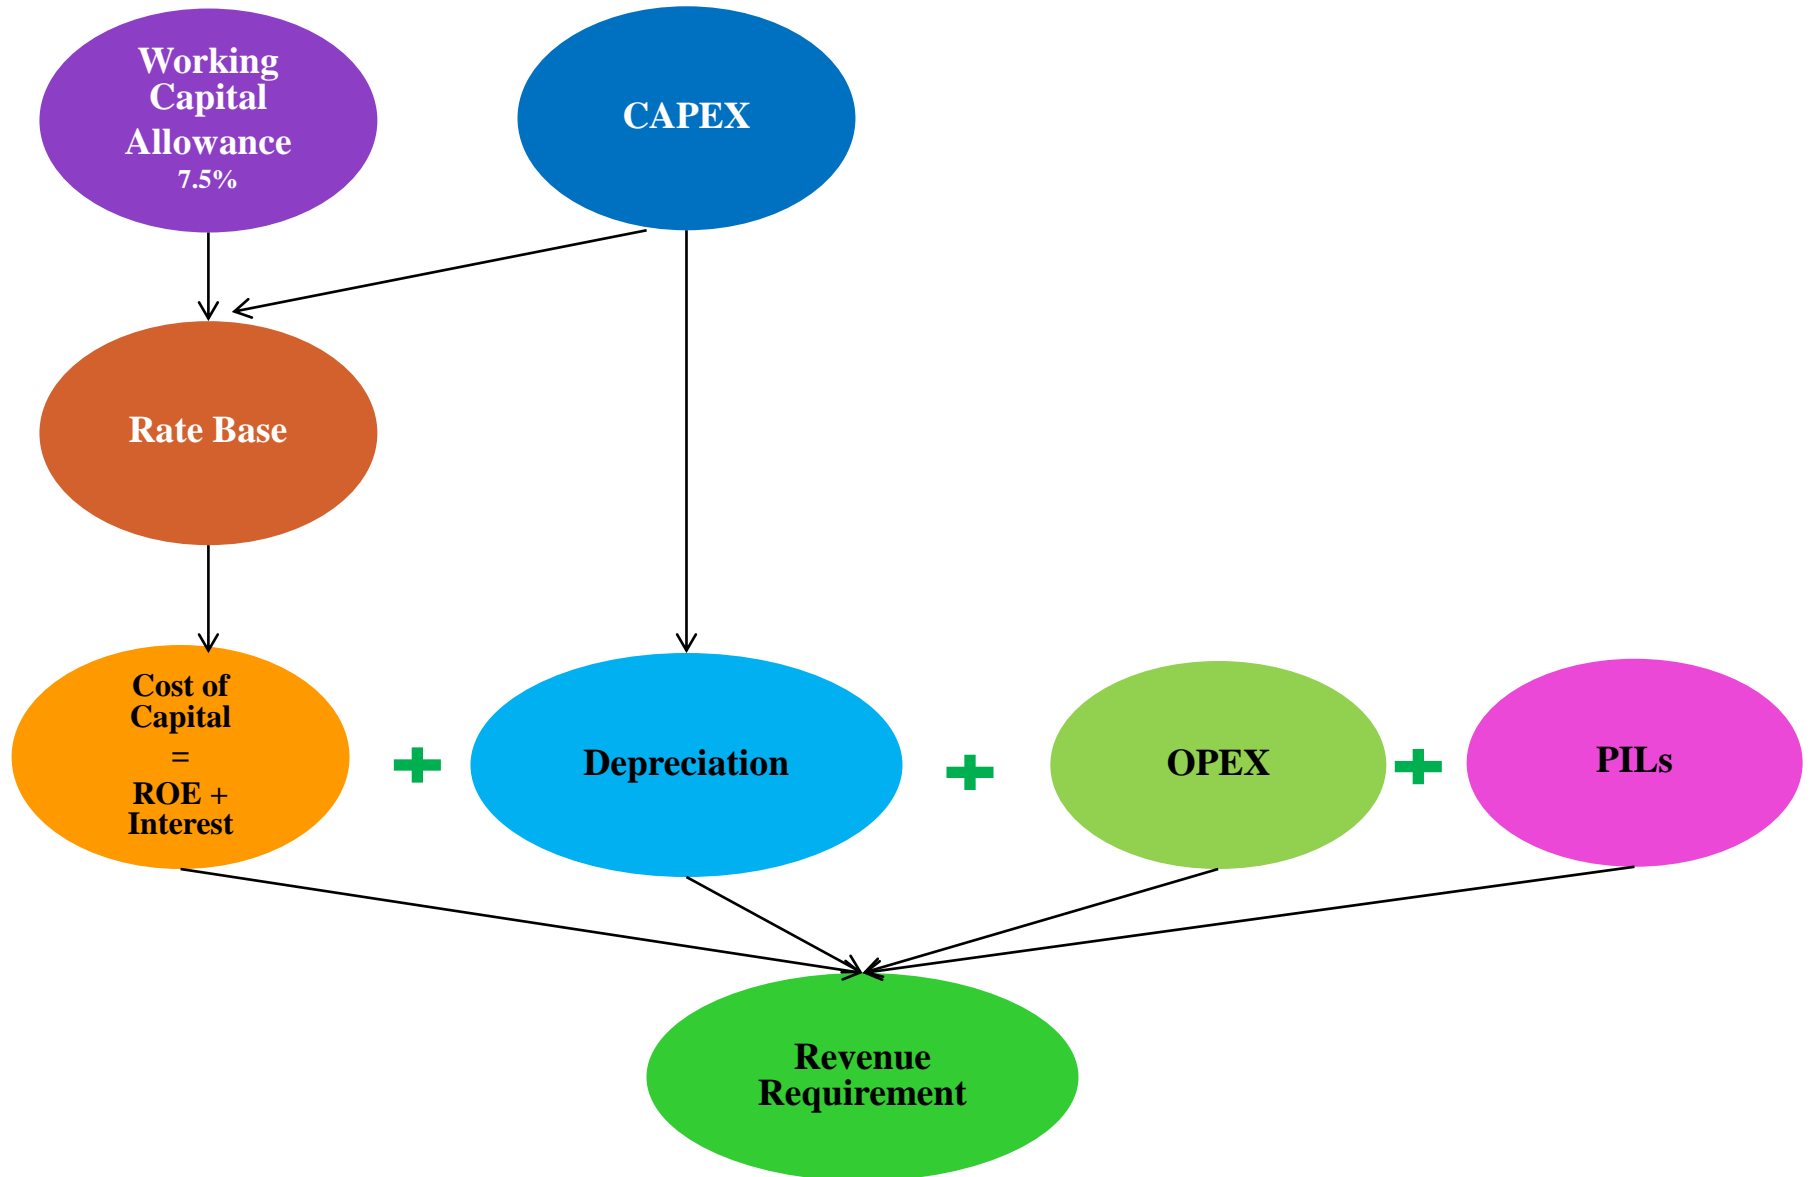 Working
Capital
Allowance
7.5%
CAPEX
Rate Base
Cost of
Capital
=
ROE +
Interest
Depreciation
OPEX
PILs
Revenue
Requirement